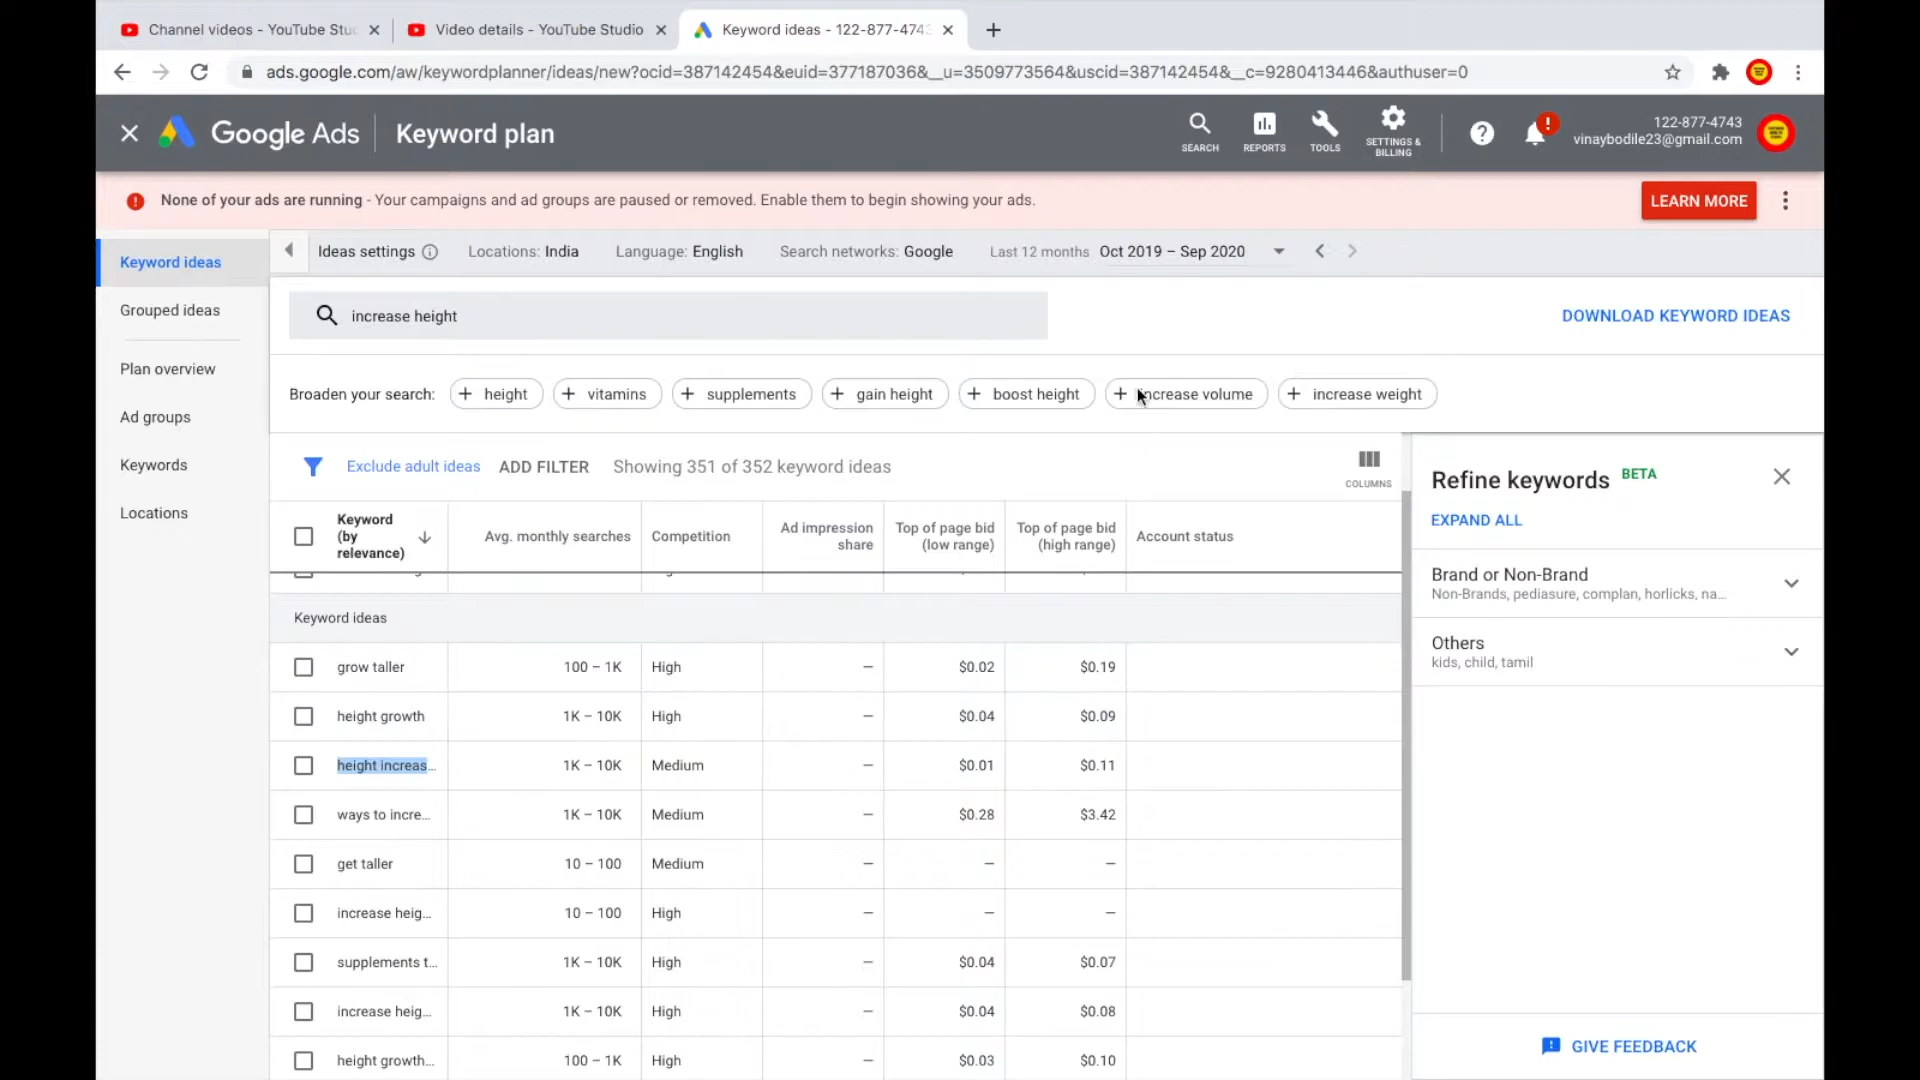 Channel videos - YouTube Stu
Video details - YouTube Studio
Keyword ideas - 122-877-474
ads.google.com/aw/keywordplanner/ideas/new?ocid=387142454&euid=377187036&__u=3509773564&uscid=387142454&__c=9280413446&authuser=0
Google Ads
Keyword plan
SEARCH
REPORTS
TOOLS
SETTINGS & BILLING
122-877-4743
vinaybodile23@gmail.com
None of your ads are running - Your campaigns and ad groups are paused or removed. Enable them to begin showing your ads.
LEARN MORE
Keyword ideas
Grouped ideas
Plan overview
Ad groups
Keywords
Locations
Ideas settings
Locations: India
Language: English
Search networks: Google
Last 12 months Oct 2019 – Sep 2020
increase height
DOWNLOAD KEYWORD IDEAS
Broaden your search: height vitamins supplements gain height boost height increase volume increase weight
Exclude adult ideas ADD FILTER Showing 351 of 352 keyword ideas
COLUMNS
Keyword (by relevance) Avg. monthly searches Competition Ad impression share Top of page bid (low range) Top of page bid (high range) Account status
Keyword ideas
grow taller 100 – 1K High – $0.02 $0.19
height growth 1K – 10K High – $0.04 $0.09
height increas... 1K – 10K Medium – $0.01 $0.11
ways to incre... 1K – 10K Medium – $0.28 $3.42
get taller 10 – 100 Medium – – –
increase heig... 10 – 100 High – – –
supplements t... 1K – 10K High – $0.04 $0.07
increase heig... 1K – 10K High – $0.04 $0.08
height growth... 100 – 1K High – $0.03 $0.10
Refine keywords BETA
EXPAND ALL
Brand or Non-Brand
Non-Brands, pediasure, complan, horlicks, na...
Others
kids, child, tamil
GIVE FEEDBACK